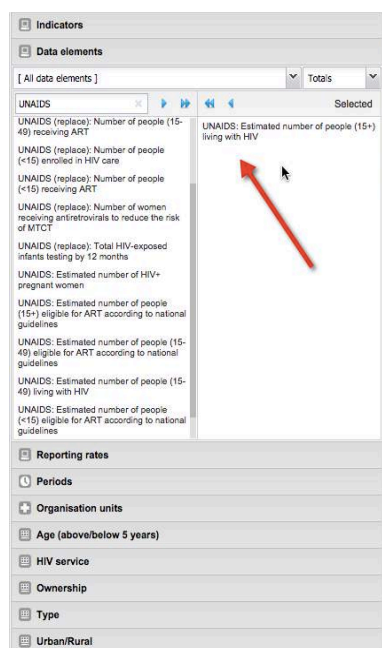 Indicators
Data elements
[ All data elements ]
Totals
UNAIDS
Selected
UNAIDS (replace): Number of people (15-
49) receiving ART
UNAIDS (replace): Number of people
(<15) enrolled in HIV care
UNAIDS (replace): Number of people
(<15) receiving ART
UNAIDS (replace): Number of women
receiving antiretrovirals to reduce the risk
of MTCT
UNAIDS (replace): Total HIV-exposed
infants testing by 12 months
UNAIDS: Estimated number of HIV+
pregnant women
UNAIDS: Estimated number of people
(15+) eligible for ART according to national
guidelines
UNAIDS: Estimated number of people (15-
49) eligible for ART according to national
guidelines
UNAIDS: Estimated number of people (15-
49) living with HIV
UNAIDS: Estimated number of people
(<15) eligible for ART according to national
guidelines
UNAIDS: Estimated number of people (15+)
living with HIV
Reporting rates
Periods
Organisation units
Age (above/below 5 years)
HIV service
Ownership
Type
Urban/Rural